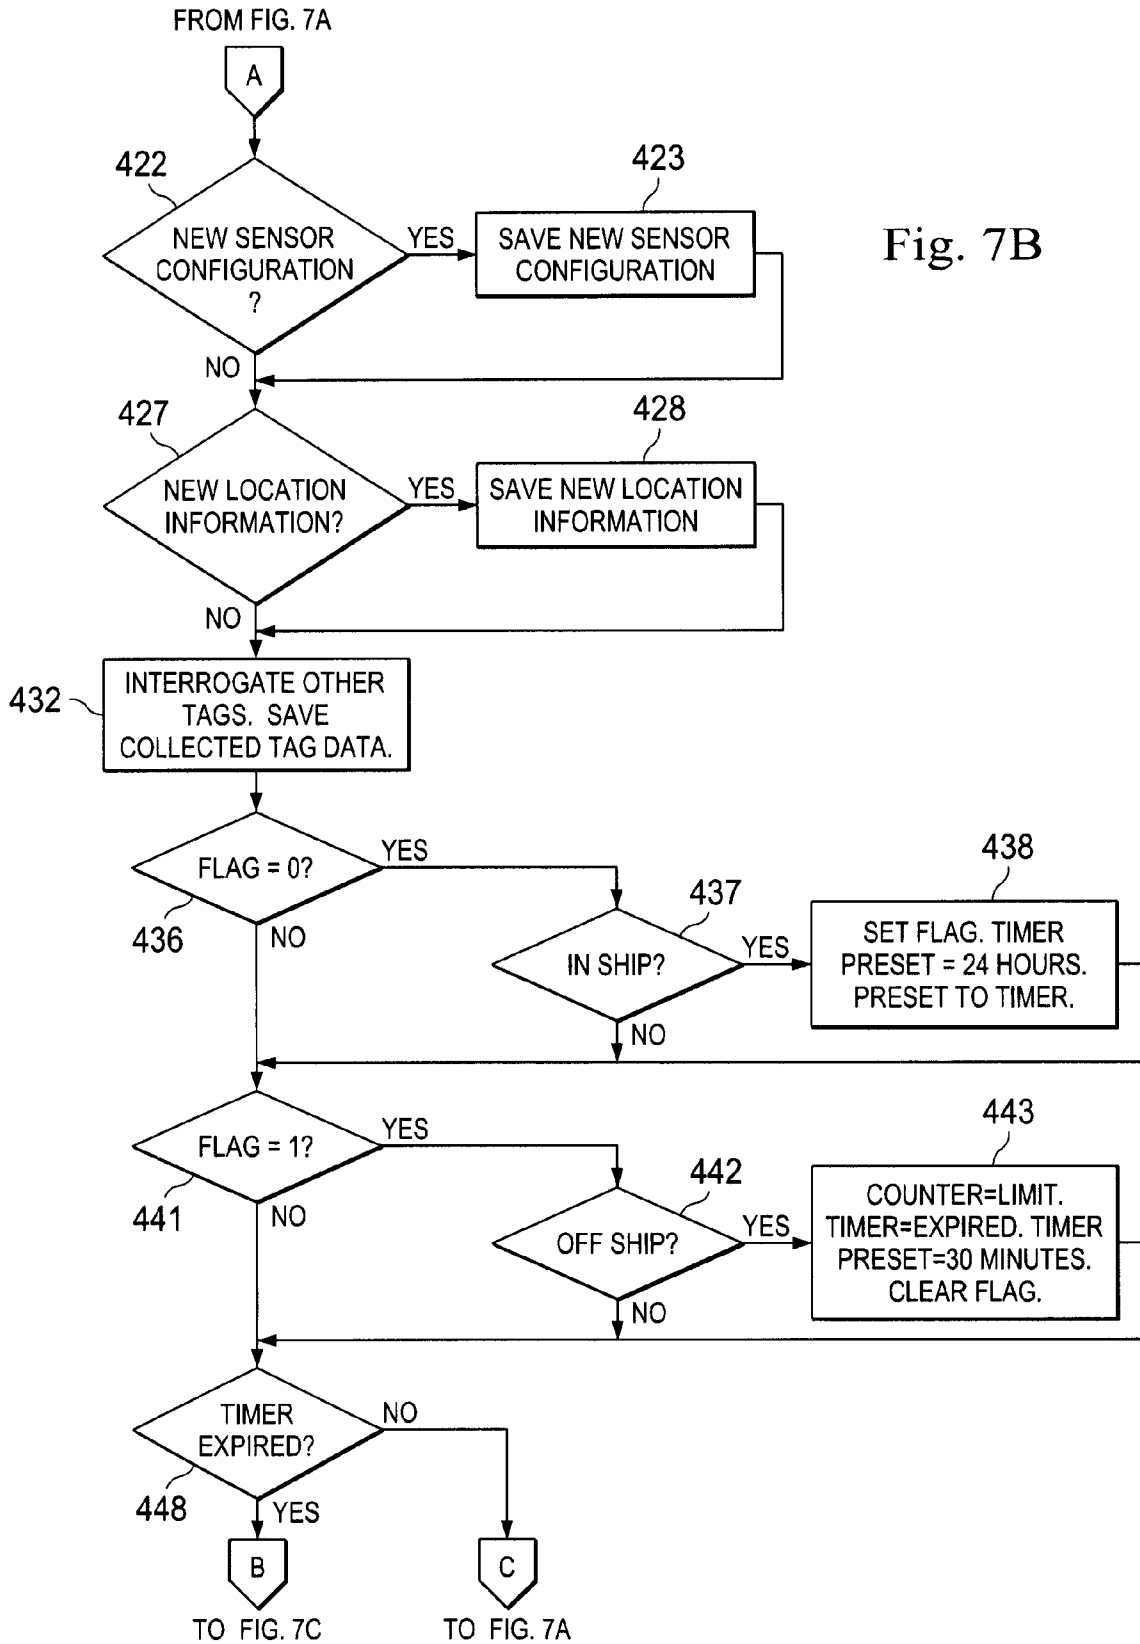 FROM FIG. 7A
A
422
NEW SENSOR
CONFIGURATION
?
YES
423
SAVE NEW SENSOR
CONFIGURATION
Fig. 7B
NO
427
NEW LOCATION
INFORMATION?
YES
428
SAVE NEW LOCATION
INFORMATION
NO
432
INTERROGATE OTHER
TAGS. SAVE
COLLECTED TAG DATA.
FLAG = 0?
YES
436
NO
437
IN SHIP?
YES
NO
438
SET FLAG. TIMER
PRESET = 24 HOURS.
PRESET TO TIMER.
FLAG = 1?
YES
441
NO
442
OFF SHIP?
YES
NO
443
COUNTER=LIMIT.
TIMER=EXPIRED. TIMER
PRESET=30 MINUTES.
CLEAR FLAG.
TIMER
EXPIRED?
NO
448
YES
B
TO FIG. 7C
C
TO FIG. 7A